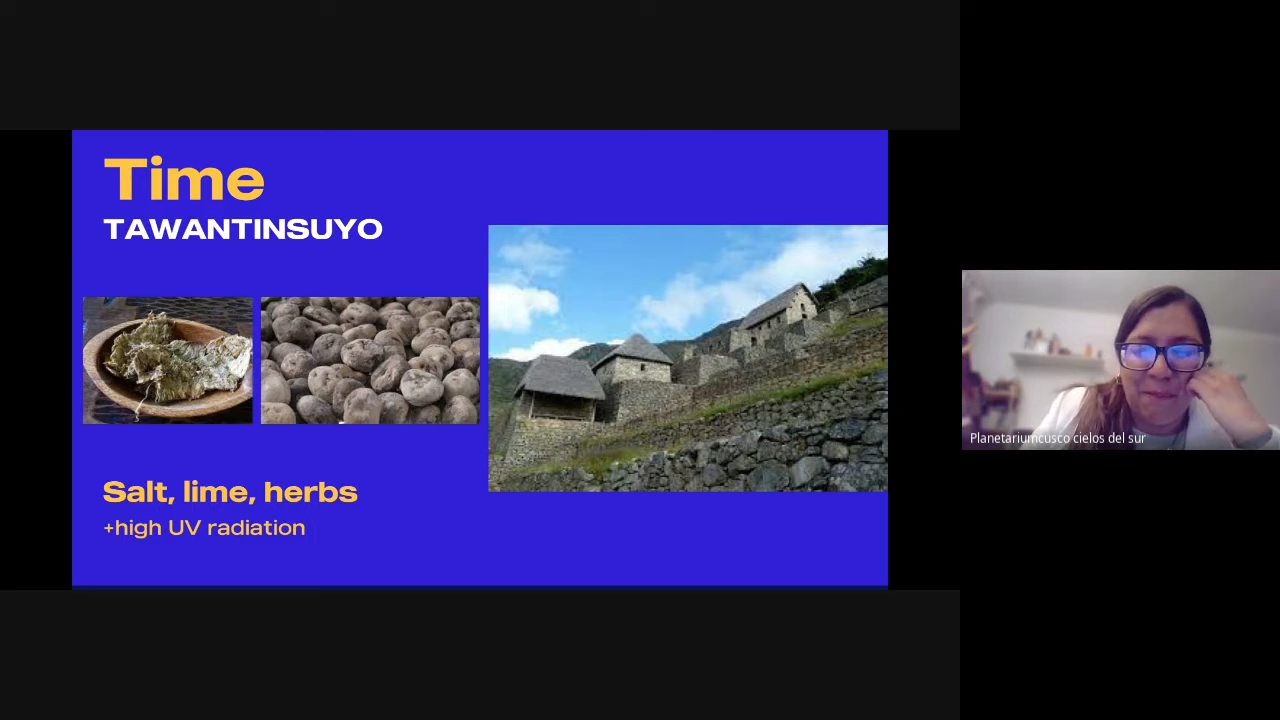 Time
TAWANTINSUYO
Salt, lime, herbs
+high UV radiation
Planetariumcusco cielos del sur